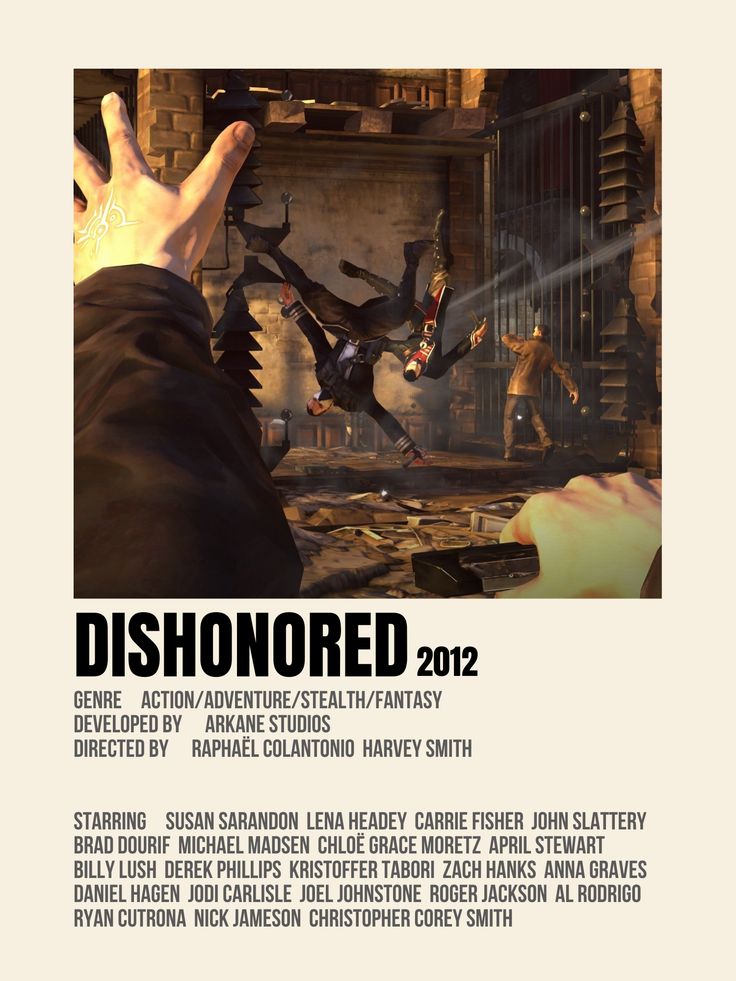 DISHONORED 2012
GENRE ACTION/ADVENTURE/STEALTH/FANTASY
DEVELOPED BY ARKANE STUDIOS
DIRECTED BY RAPHAËL COLANTONIO HARVEY SMITH
STARRING SUSAN SARANDON LENA HEADEY CARRIE FISHER JOHN SLATTERY
BRAD DOURIF MICHAEL MADSEN CHLOË GRACE MORETZ APRIL STEWART
BILLY LUSH DEREK PHILLIPS KRISTOFFER TABORI ZACH HANKS ANNA GRAVES
DANIEL HAGEN JODI CARLISLE JOEL JOHNSTONE ROGER JACKSON AL RODRIGO
RYAN CUTRONA NICK JAMESON CHRISTOPHER COREY SMITH